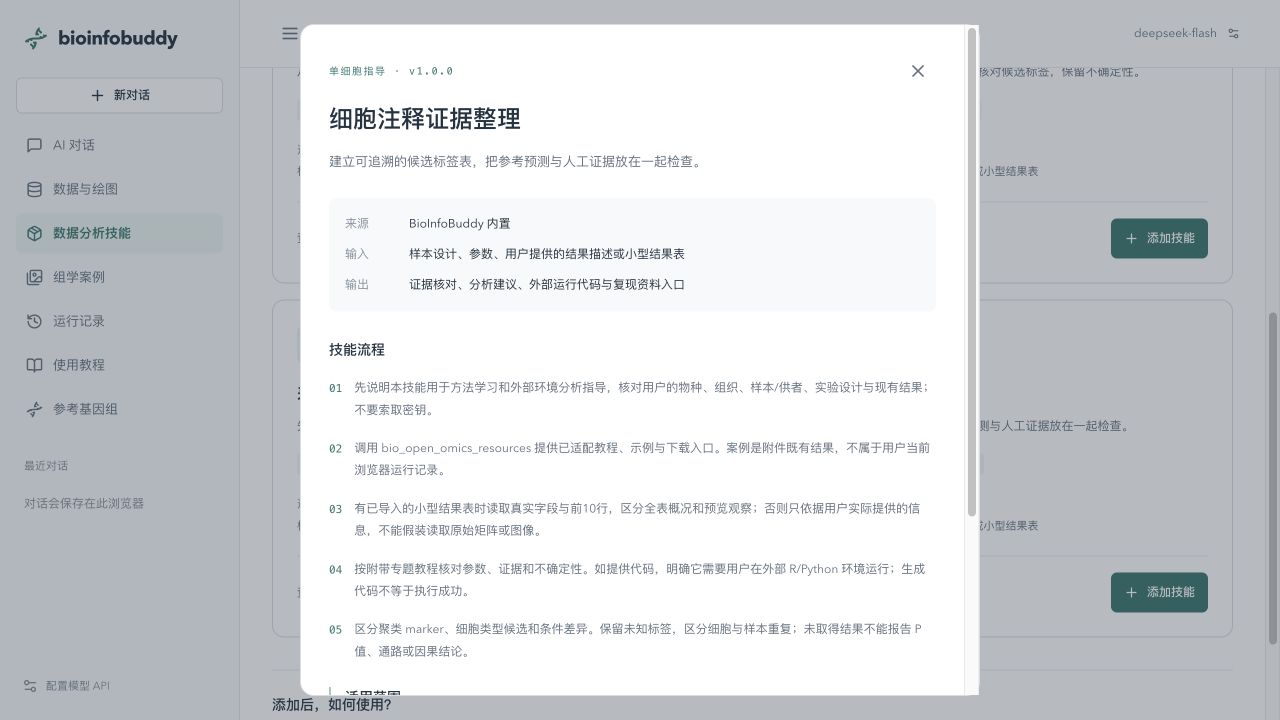 bioinfobuddy
新对话
AI 对话
数据与绘图
数据分析技能
组学案例
运行记录
使用教程
参考基因组
最近对话
对话会保存在此浏览器
配置模型 API
deepseek-flash
核对候选标签，保留不确定性。
小型结果表
添加技能
测与人工证据放在一起检查。
小型结果表
添加技能
单细胞指导 · v1.0.0
细胞注释证据整理
建立可追溯的候选标签表，把参考预测与人工证据放在一起检查。
来源 BioInfoBuddy 内置
输入 样本设计、参数、用户提供的结果描述或小型结果表
输出 证据核对、分析建议、外部运行代码与复现资料入口
技能流程
01 先说明本技能用于方法学习和外部环境分析指导，核对用户的物种、组织、样本/供者、实验设计与现有结果；
不要索取密钥。
02 调用 bio_open_omics_resources 提供已适配教程、示例与下载入口。案例是附件既有结果，不属于用户当前
浏览器运行记录。
03 有已导入的小型结果表时读取真实字段与前10行，区分全表概况和预览观察；否则只依据用户实际提供的信
息，不能假装读取原始矩阵或图像。
04 按附带专题教程核对参数、证据和不确定性。如提供代码，明确它需要用户在外部 R/Python 环境运行；生成
代码不等于执行成功。
05 区分聚类 marker、细胞类型候选和条件差异。保留未知标签，区分细胞与样本重复；未取得结果不能报告 P
值、通路或因果结论。
适用范围
添加后，如何使用？